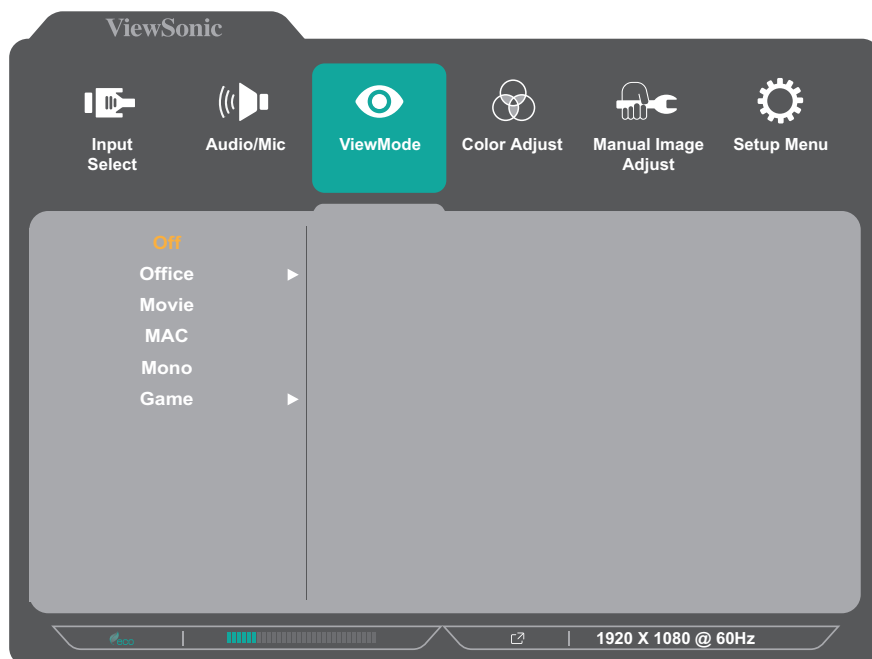 ViewSonic
Input
Select
Audio/Mic
ViewMode
Color Adjust
Manual Image
Adjust
Setup Menu
Off
Office
Movie
MAC
Mono
Game
eco
1920 X 1080 @ 60Hz